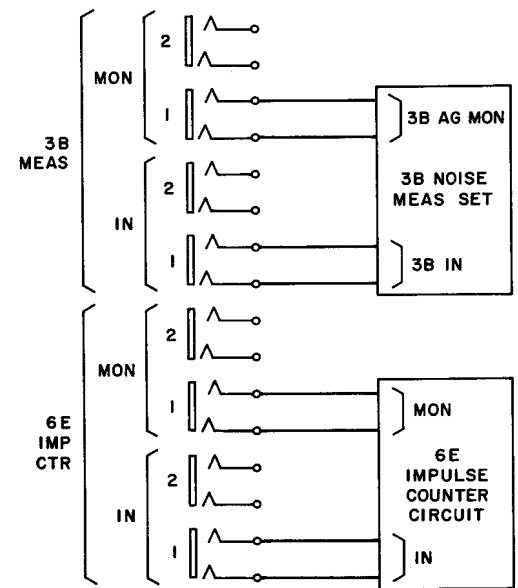 2
MON
1
3B AG MON
3B
MEAS
2
3B NOISE
MEAS SET
IN
1
3B IN
2
MON
1
MON
6E
IMP
CTR
2
6E
IMPULSE
COUNTER
CIRCUIT
IN
1
IN